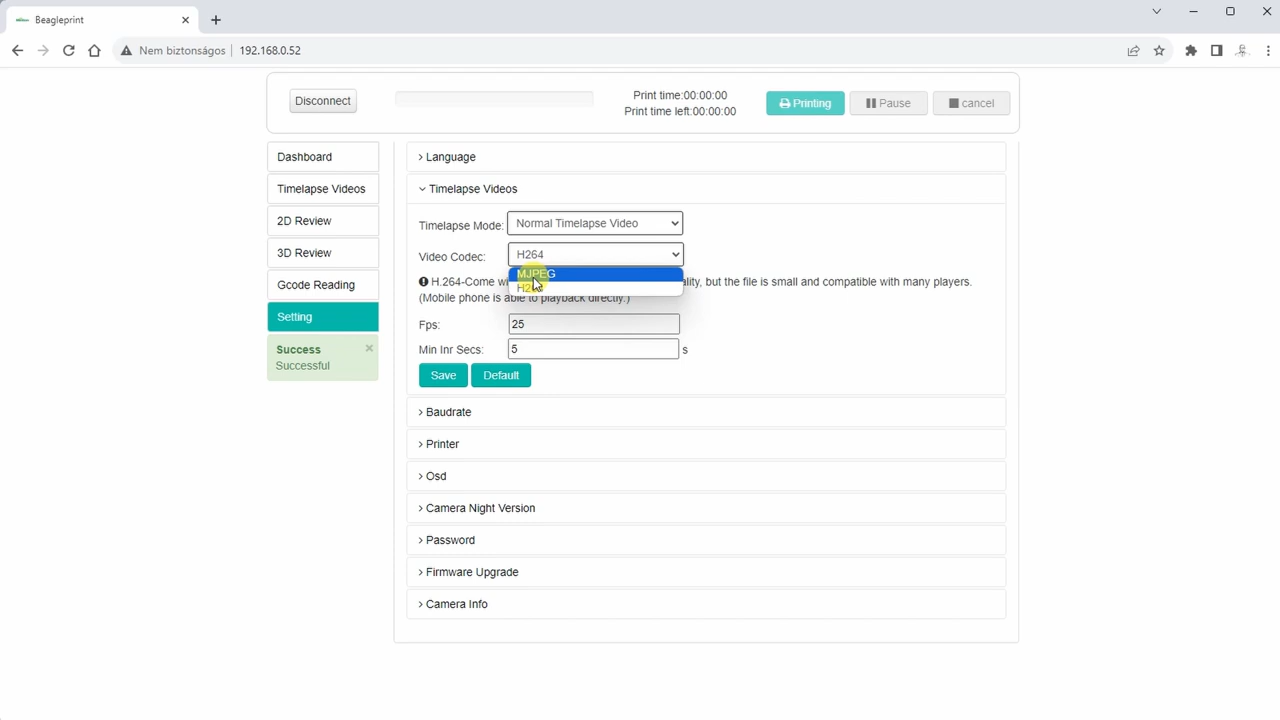 Beagleprint
Nem biztonságos
192.168.0.52
Disconnect
Print time:00:00:00
Print time left:00:00:00
Printing
Pause
cancel
Dashboard
Timelapse Videos
2D Review
3D Review
Gcode Reading
Setting
Success
Successful
Language
Timelapse Videos
Timelapse Mode: Normal Timelapse Video
Video Codec: H264
MJPEG
H.264-Come ality, but the file is small and compatible with many players.
(Mobile phone is able to playback directly.)
Fps: 25
Min Inr Secs: 5 s
Save Default
Baudrate
Printer
Osd
Camera Night Version
Password
Firmware Upgrade
Camera Info